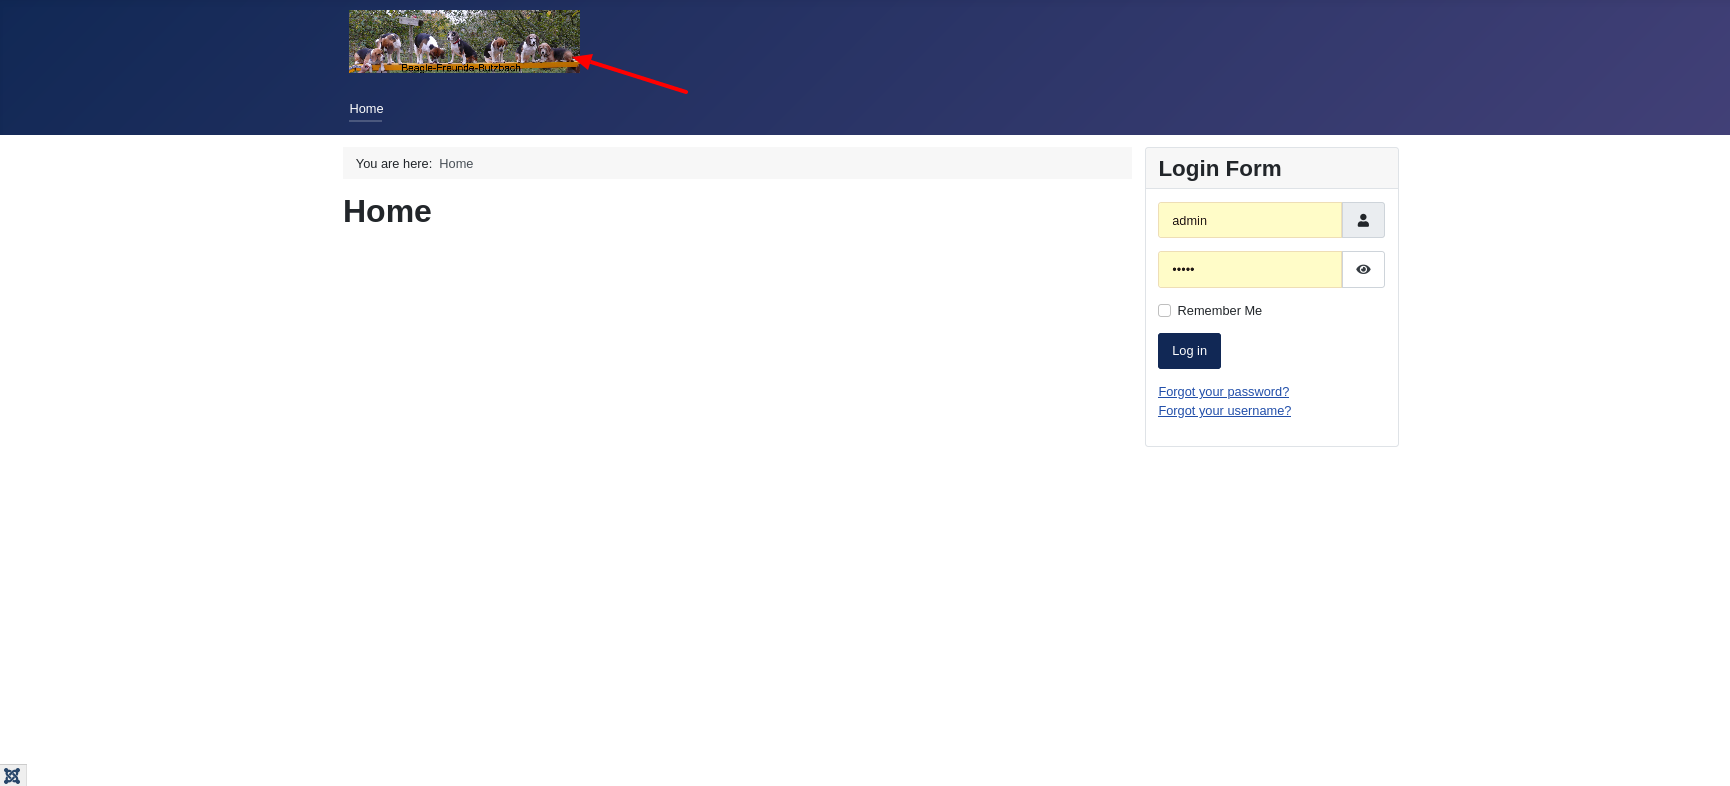 Beagle-Freunde-Butzbach
Home
You are here: Home
Home
Login Form
admin
•••••
Remember Me
Log in
Forgot your password?
Forgot your username?